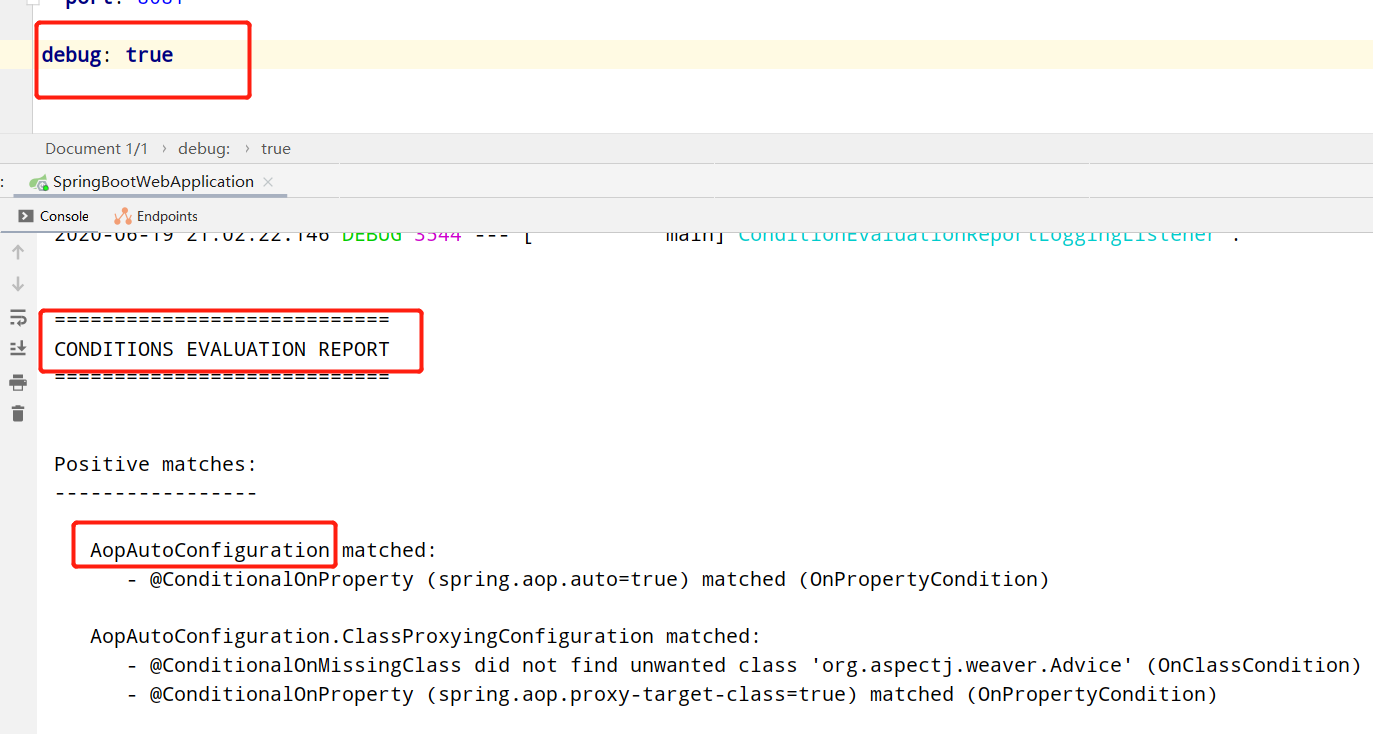 port: 8081
debug: true
Document 1/1 › debug: › true
: SpringBootWebApplication ×
Console Endpoints
2020-06-19 21:02:22.146 DEBUG 3544 --- [ main] ConditionEvaluationReportLoggingListener :
============================
CONDITIONS EVALUATION REPORT
============================
Positive matches:
-----------------
AopAutoConfiguration matched:
- @ConditionalOnProperty (spring.aop.auto=true) matched (OnPropertyCondition)
AopAutoConfiguration.ClassProxyingConfiguration matched:
- @ConditionalOnMissingClass did not find unwanted class 'org.aspectj.weaver.Advice' (OnClassCondition)
- @ConditionalOnProperty (spring.aop.proxy-target-class=true) matched (OnPropertyCondition)